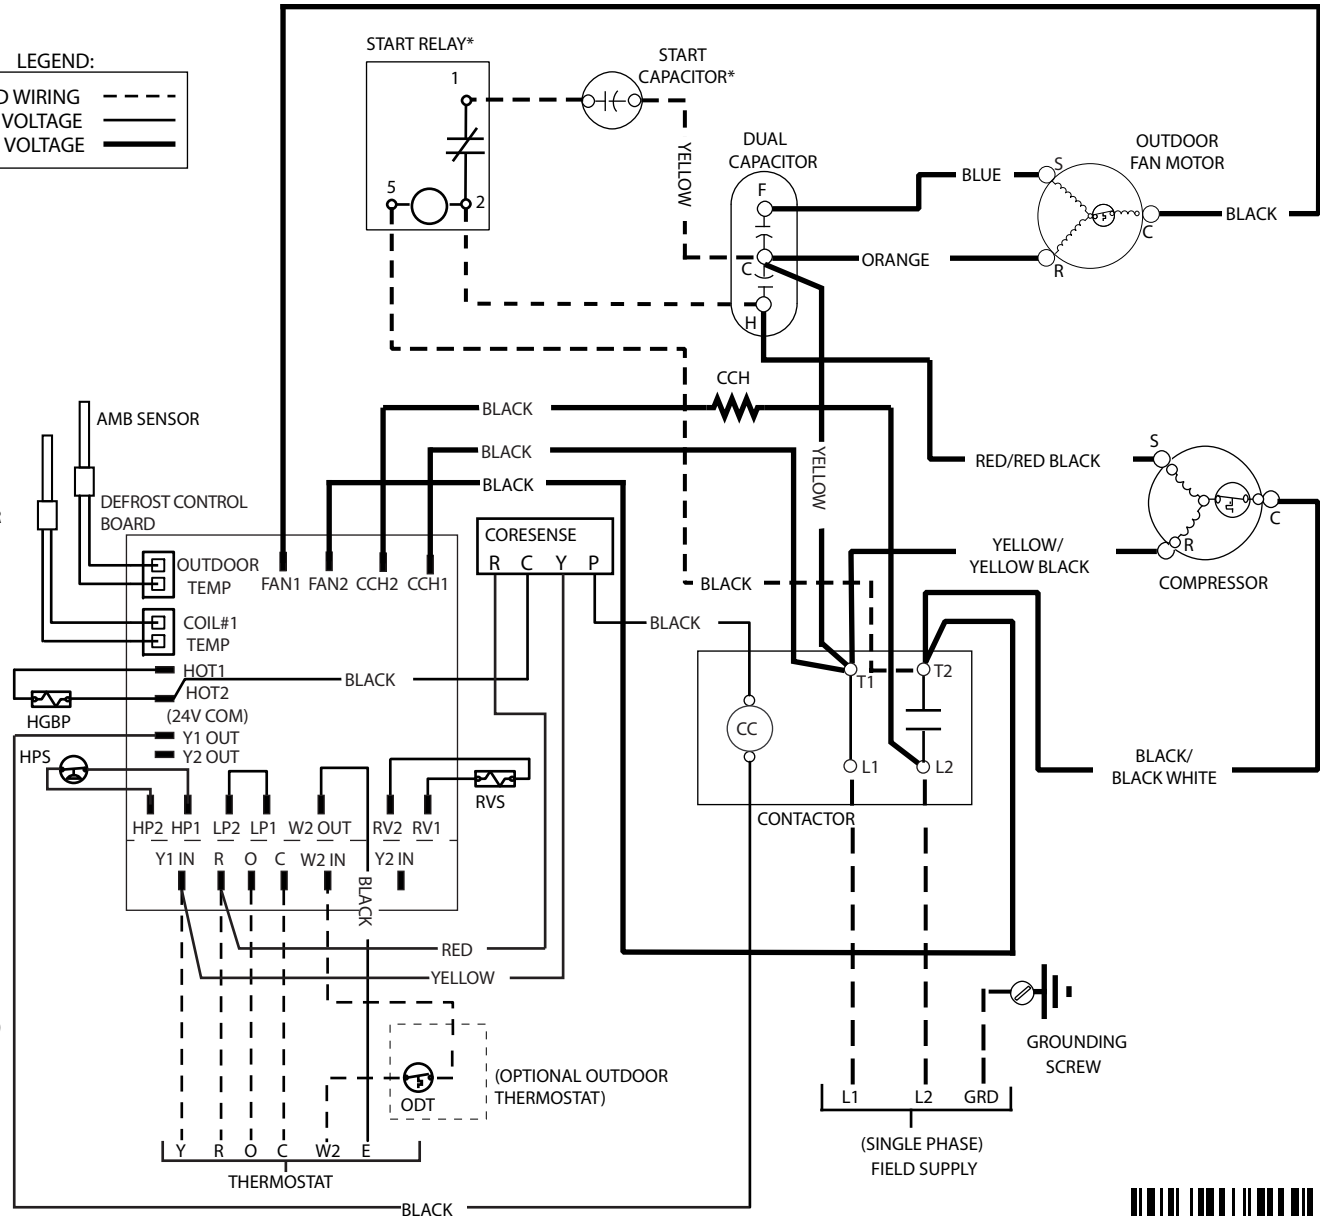 LEGEND:
D WIRING
VOLTAGE
VOLTAGE
START RELAY*
1
5
2
START
CAPACITOR*
YELLOW
DUAL
CAPACITOR
F
C
H
BLUE
ORANGE
OUTDOOR
FAN MOTOR
S
R
C
BLACK
AMB SENSOR
CCH
BLACK
BLACK
BLACK
YELLOW
RED/RED BLACK
S
C
R
COMPRESSOR
YELLOW/
YELLOW BLACK
DEFROST CONTROL
BOARD
OUTDOOR
TEMP
COIL#1
TEMP
FAN1 FAN2 CCH2 CCH1
CORESENSE
R C Y P
BLACK
BLACK
HOT1
HOT2
(24V COM)
BLACK
HGBP
Y1 OUT
Y2 OUT
HPS
RVS
HP2 HP1 LP2 LP1 W2 OUT RV2 RV1
Y1 IN R O C W2 IN Y2 IN
BLACK
T1 T2
CC
L1 L2
CONTACTOR
BLACK/
BLACK WHITE
RED
YELLOW
ODT
(OPTIONAL OUTDOOR
THERMOSTAT)
GROUNDING
SCREW
L1 L2 GRD
(SINGLE PHASE)
FIELD SUPPLY
Y R O C W2 E
THERMOSTAT
BLACK